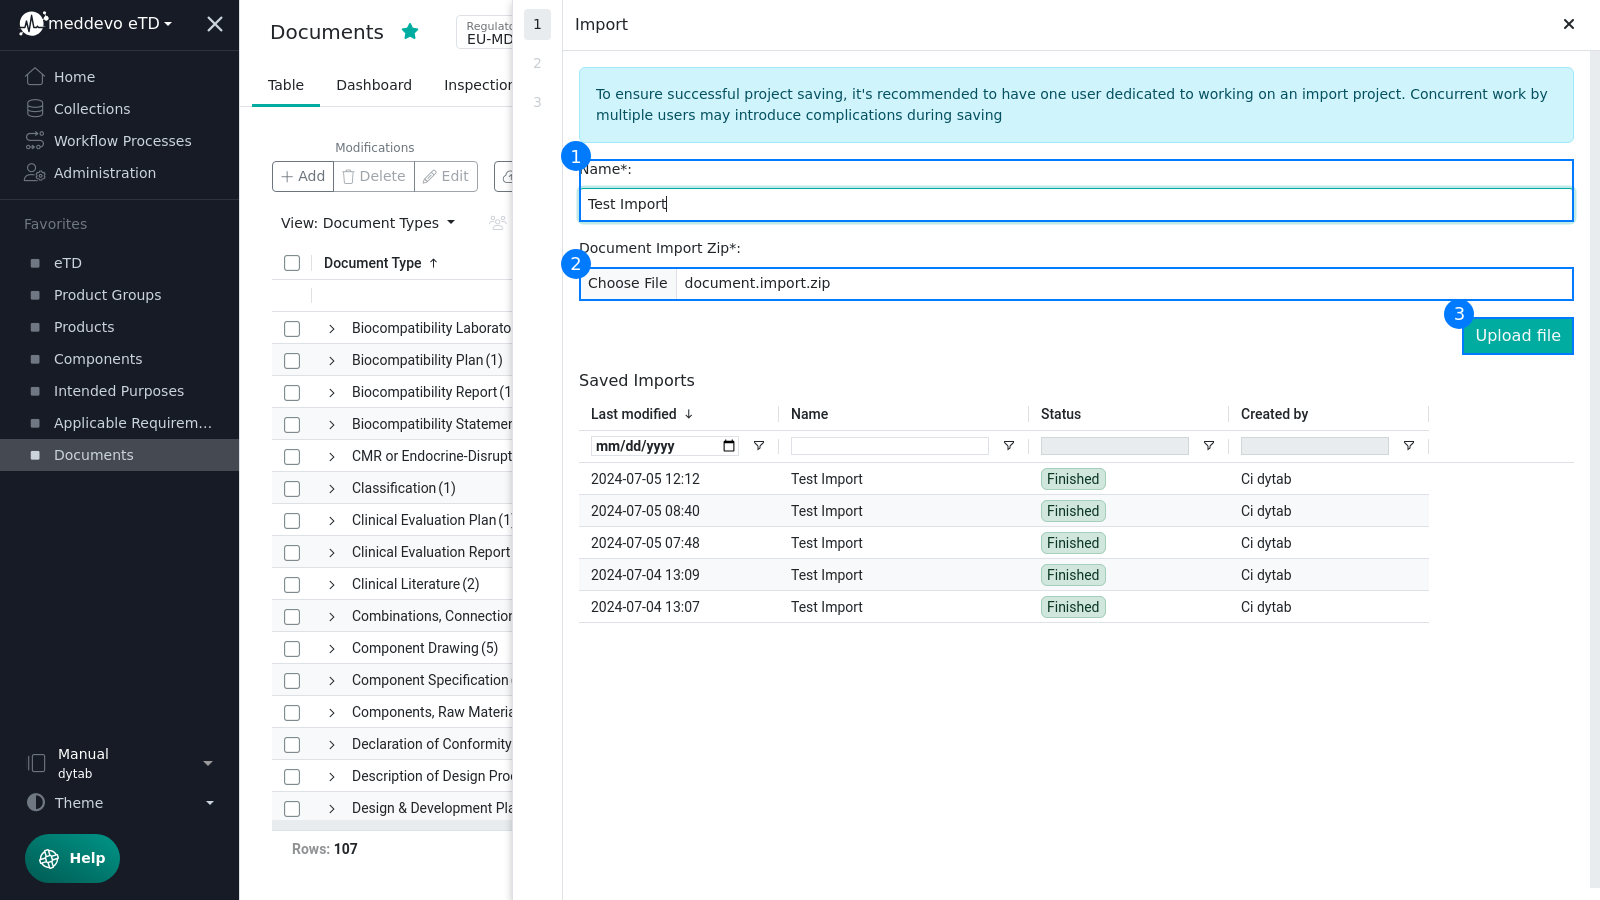 meddevo eTD
Home
Collections
Workflow Processes
Administration
Favorites
eTD
Product Groups
Products
Components
Intended Purposes
Applicable Requirem...
Documents
Manual
dytab
Theme
Help
Documents
Regulato
EU-MD
Table
Dashboard
Inspection
Modifications
Add
Delete
Edit
View: Document Types
Document Type
Biocompatibility Laborato
Biocompatibility Plan (1)
Biocompatibility Report (1
Biocompatibility Statemen
CMR or Endocrine-Disrupt
Classification (1)
Clinical Evaluation Plan (1)
Clinical Evaluation Report
Clinical Literature (2)
Combinations, Connection
Component Drawing (5)
Component Specification
Components, Raw Materia
Declaration of Conformity
Description of Design Proc
Design & Development Pla
Rows: 107
1
2
3
Import
To ensure successful project saving, it's recommended to have one user dedicated to working on an import project. Concurrent work by
multiple users may introduce complications during saving
1
Name*:
Test Import
Document Import Zip*:
2
Choose File document.import.zip
3
Upload file
Saved Imports
Last modified Name Status Created by
mm/dd/yyyy
2024-07-05 12:12 Test Import Finished Ci dytab
2024-07-05 08:40 Test Import Finished Ci dytab
2024-07-05 07:48 Test Import Finished Ci dytab
2024-07-04 13:09 Test Import Finished Ci dytab
2024-07-04 13:07 Test Import Finished Ci dytab